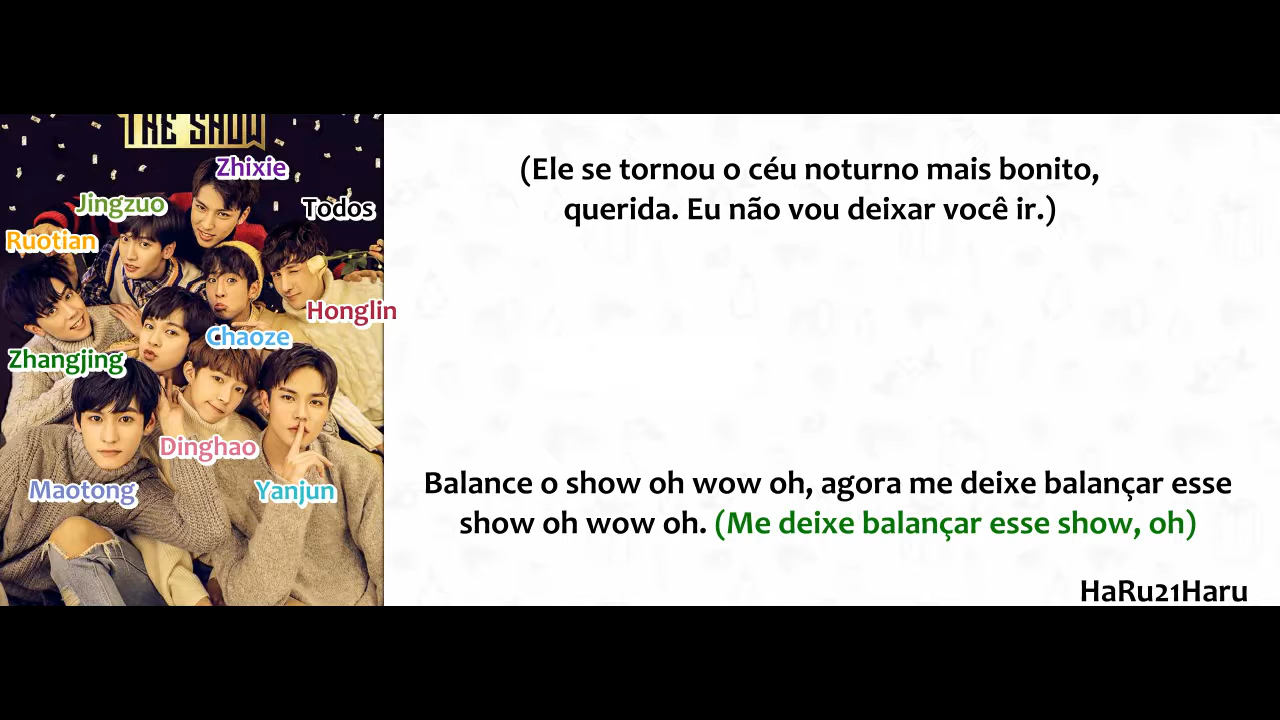 THE SHOW
Zhixie
Jingzuo
Todos
Ruotian
Honglin
Chaoze
Zhangjing
Dinghao
Maotong
Yanjun
(Ele se tornou o céu noturno mais bonito,
querida. Eu não vou deixar você ir.)
Balance o show oh wow oh, agora me deixe balançar esse
show oh wow oh. (Me deixe balançar esse show, oh)
HaRu21Haru